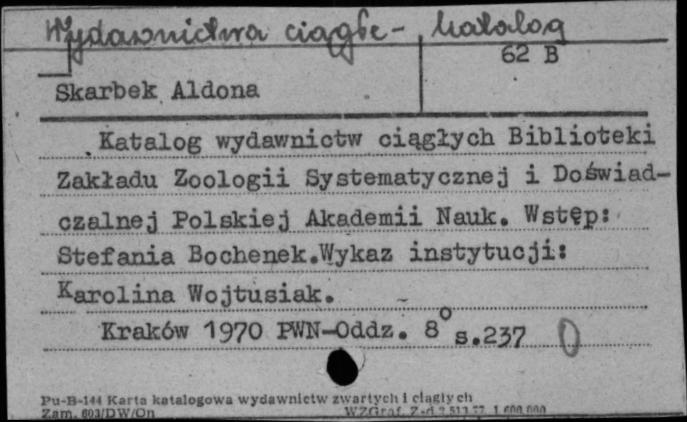 Wydawnictwa ciągłe - katalog
62 B
Skarbek Aldona
Katalog wydawnictw ciągłych Biblioteki
Zakładu Zoologii Systematycznej i Doświad-
czalnej Polskiej Akademii Nauk. Wstęp:
Stefania Bochenek.Wykaz instytucji:
Karolina Wojtusiak.
Kraków 1970 PWN-Oddz. 8° s.237
Pu-B-144 Karta katalogowa wydawnictw zwartych i ciągłych
Zam. 603/DW/On WZGraf.